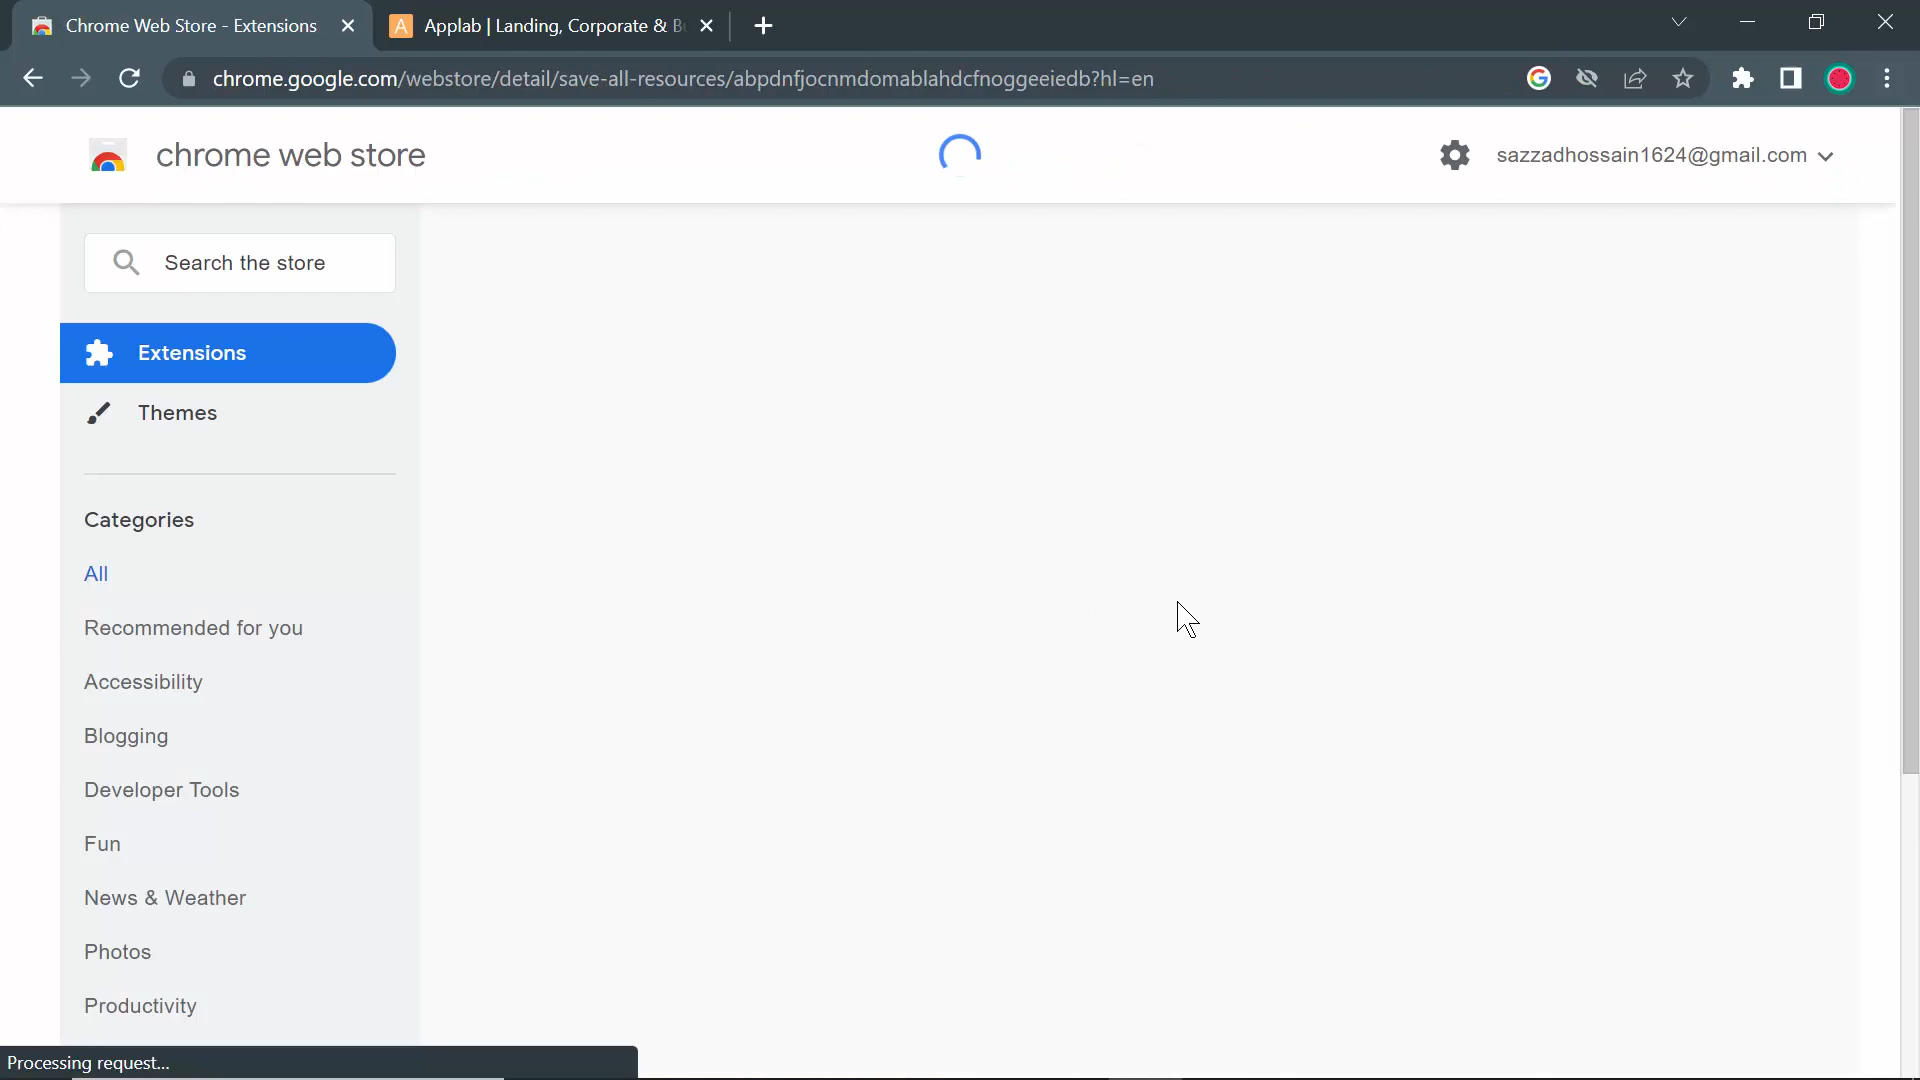 Chrome Web Store - Extensions
Applab | Landing, Corporate & B
chrome.google.com/webstore/detail/save-all-resources/abpdnfjocnmdomablahdcfnoggeeiedb?hl=en
chrome web store
sazzadhossain1624@gmail.com
Search the store
Extensions
Themes
Categories
All
Recommended for you
Accessibility
Blogging
Developer Tools
Fun
News & Weather
Photos
Productivity
Processing request...